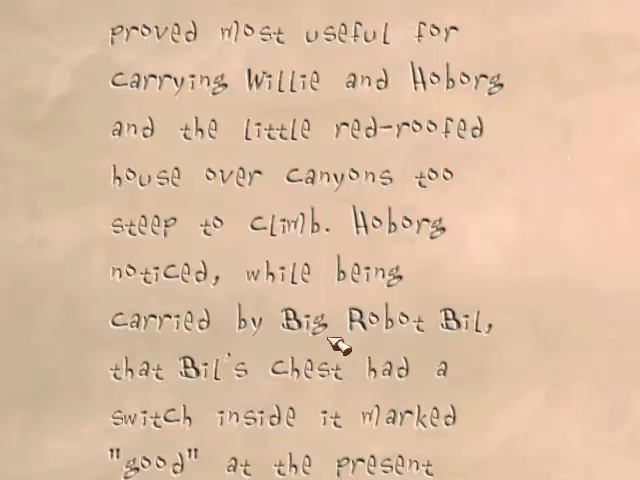 proved most useful for
carrying Willie and Hoborg
and the little red-roofed
house over canyons too
steep to climb. Hoborg
noticed, while being
carried by Big Robot Bil,
that Bil's chest had a
switch inside it marked
"good" at the present